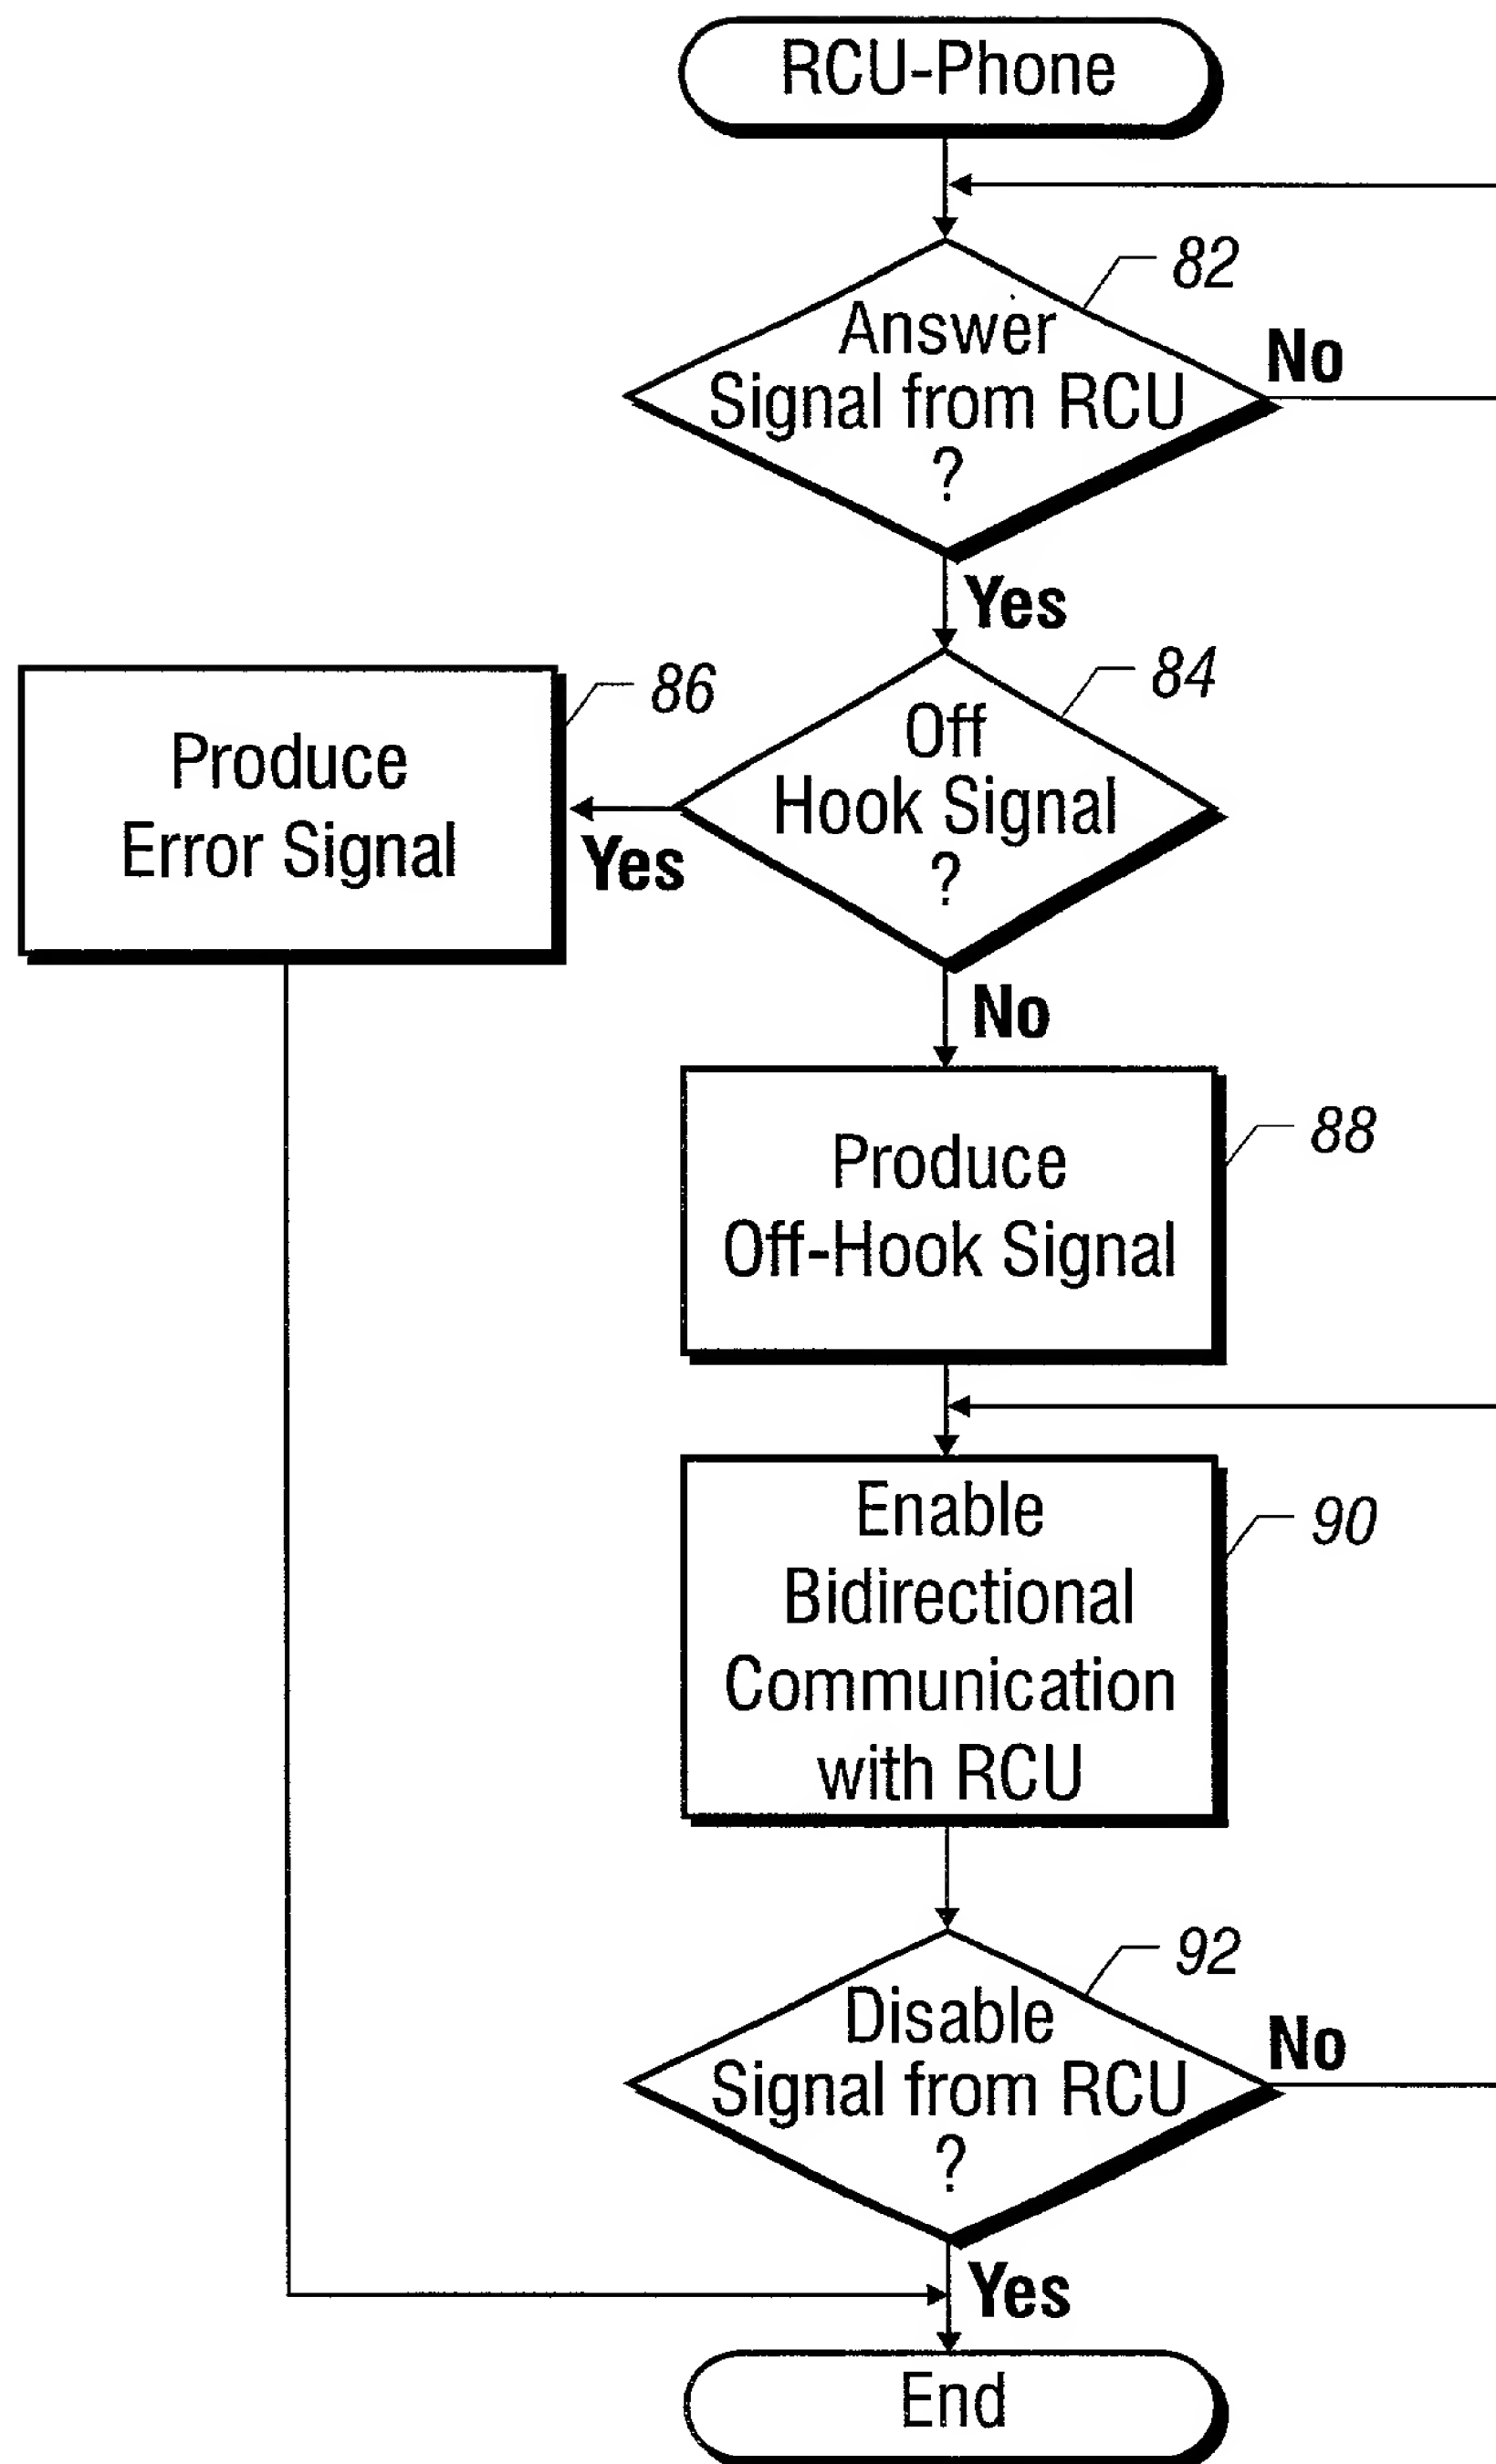 RCU-Phone
82
Answer
Signal from RCU
?
No
Yes
84
Off
Hook Signal
?
86
Produce
Error Signal
Yes
No
88
Produce
Off-Hook Signal
90
Enable
Bidirectional
Communication
with RCU
92
Disable
Signal from RCU
?
No
Yes
End